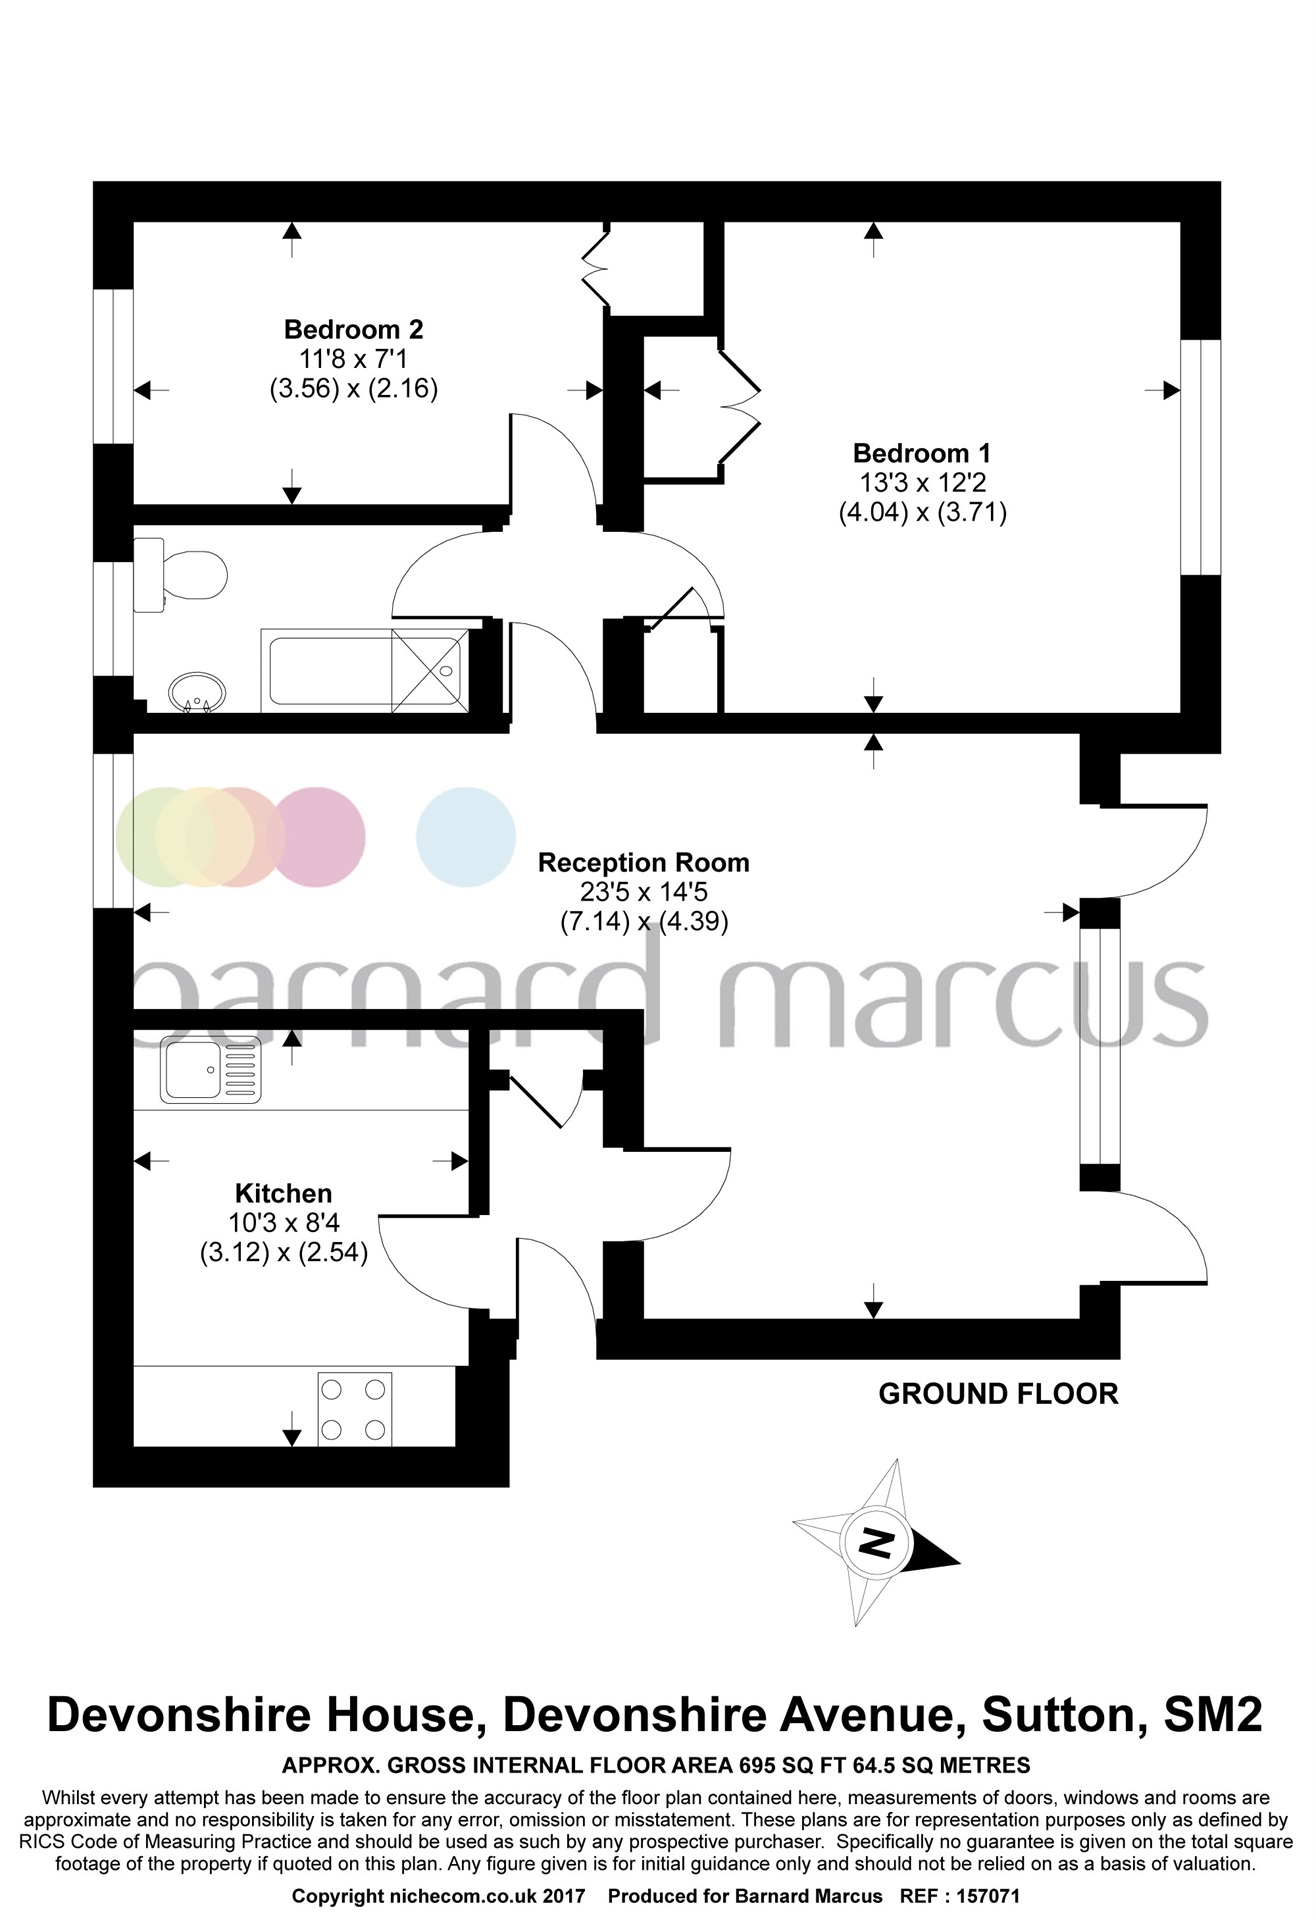 Bedroom 2
11'8 x 7'1
(3.56) x (2.16)
Bedroom 1
13'3 x 12'2
(4.04) x (3.71)
Reception Room
23'5 x 14'5
(7.14) x (4.39)
barnard marcus
Kitchen
10'3 x 8'4
(3.12) x (2.54)
GROUND FLOOR
N
Devonshire House, Devonshire Avenue, Sutton, SM2
APPROX. GROSS INTERNAL FLOOR AREA 695 SQ FT 64.5 SQ METRES
Whilst every attempt has been made to ensure the accuracy of the floor plan contained here, measurements of doors, windows and rooms are
approximate and no responsibility is taken for any error, omission or misstatement. These plans are for representation purposes only as defined by
RICS Code of Measuring Practice and should be used as such by any prospective purchaser. Specifically no guarantee is given on the total square
footage of the property if quoted on this plan. Any figure given is for initial guidance only and should not be relied on as a basis of valuation.
Copyright nichecom.co.uk 2017 Produced for Barnard Marcus REF : 157071